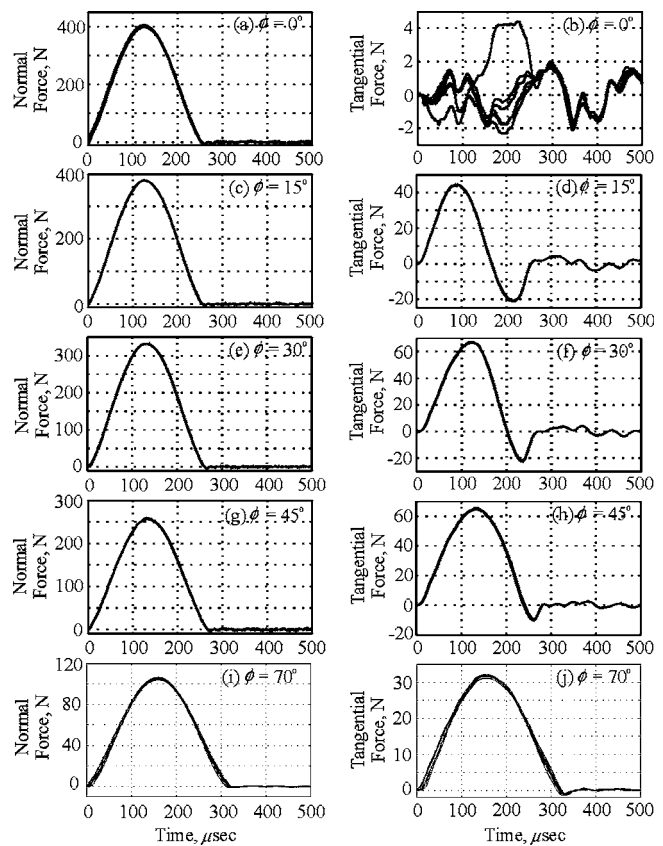 (a) ϕ = 0°
Normal
Force, N
400
200
0
0 100 200 300 400 500
(b) ϕ = 0°
Tangential
Force, N
4
2
0
-2
0 100 200 300 400 500
(c) ϕ = 15°
Normal
Force, N
400
200
0
0 100 200 300 400 500
(d) ϕ = 15°
Tangential
Force, N
40
20
0
-20
0 100 200 300 400 500
(e) ϕ = 30°
Normal
Force, N
300
200
100
0
0 100 200 300 400 500
(f) ϕ = 30°
Tangential
Force, N
60
40
20
0
-20
0 100 200 300 400 500
(g) ϕ = 45°
Normal
Force, N
300
200
100
0
0 100 200 300 400 500
(h) ϕ = 45°
Tangential
Force, N
60
40
20
0
-20
0 100 200 300 400 500
(i) ϕ = 70°
Normal
Force, N
120
80
40
0
0 100 200 300 400 500
Time, μsec
(j) ϕ = 70°
Tangential
Force, N
30
20
10
0
0 100 200 300 400 500
Time, μsec